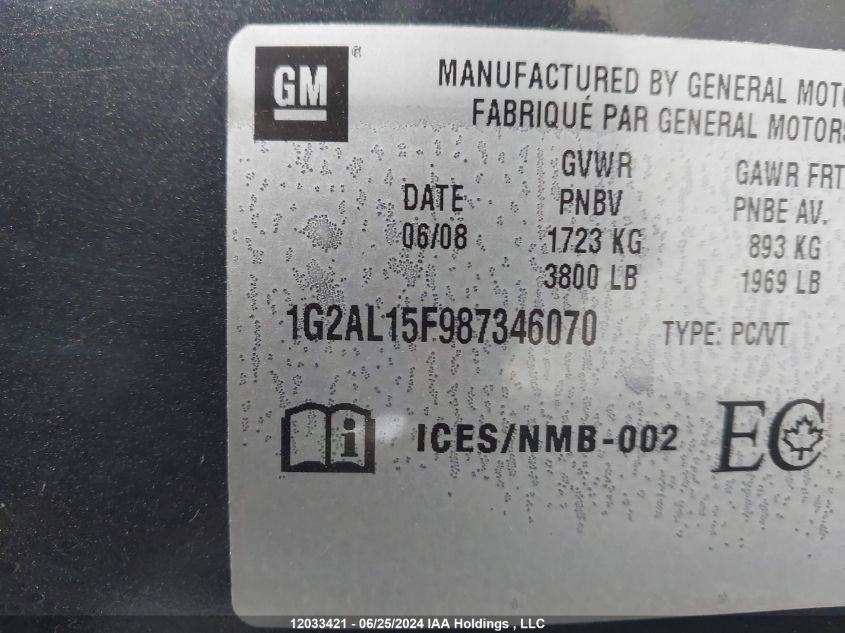 GM ®
MANUFACTURED BY GENERAL
FABRIQUÉ PAR GENERAL MOTORS
DATE
06/08
GVWR
PNBV
1723 KG
3800 LB
GAWR FRT
PNBE AV.
893 KG
1969 LB
1G2AL15F987346070 TYPE: PC/VT
i ICES/NMB-002 EC
12033421 - 06/25/2024 IAA Holdings , LLC